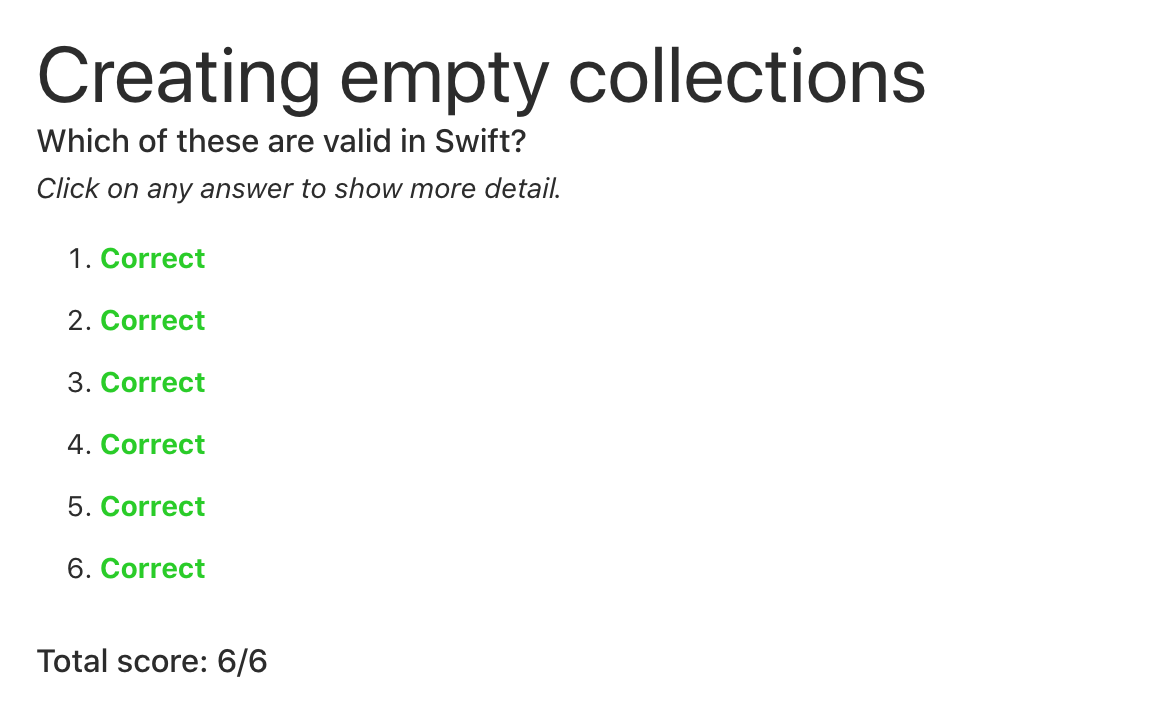 Creating empty collections
Which of these are valid in Swift?
Click on any answer to show more detail.
1. Correct
2. Correct
3. Correct
4. Correct
5. Correct
6. Correct
Total score: 6/6